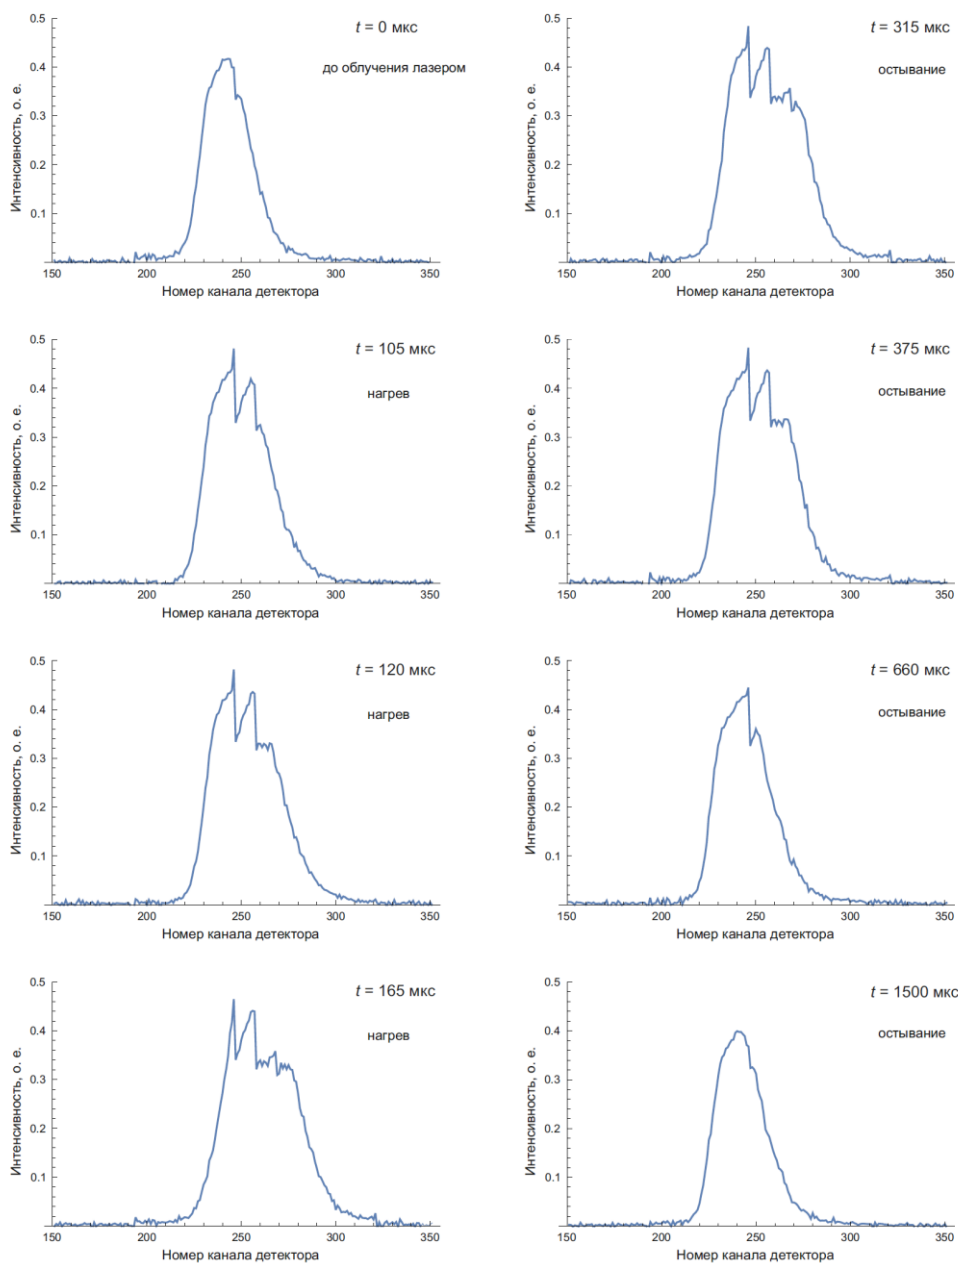 t = 0 мкс
до облучения лазером
Интенсивность, о. е.
0.5
0.4
0.3
0.2
0.1
150 200 250 300 350
Номер канала детектора
t = 315 мкс
остывание
Интенсивность, о. е.
0.5
0.4
0.3
0.2
0.1
150 200 250 300 350
Номер канала детектора
t = 105 мкс
нагрев
Интенсивность, о. е.
0.5
0.4
0.3
0.2
0.1
150 200 250 300 350
Номер канала детектора
t = 375 мкс
остывание
Интенсивность, о. е.
0.5
0.4
0.3
0.2
0.1
150 200 250 300 350
Номер канала детектора
t = 120 мкс
нагрев
Интенсивность, о. е.
0.5
0.4
0.3
0.2
0.1
150 200 250 300 350
Номер канала детектора
t = 660 мкс
остывание
Интенсивность, о. е.
0.5
0.4
0.3
0.2
0.1
150 200 250 300 350
Номер канала детектора
t = 165 мкс
нагрев
Интенсивность, о. е.
0.5
0.4
0.3
0.2
0.1
150 200 250 300 350
Номер канала детектора
t = 1500 мкс
остывание
Интенсивность, о. е.
0.5
0.4
0.3
0.2
0.1
150 200 250 300 350
Номер канала детектора